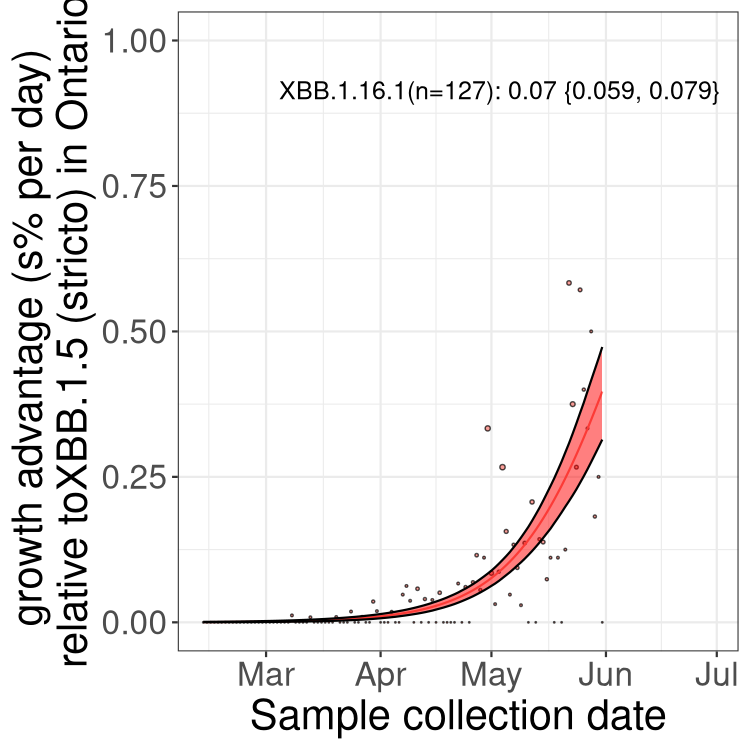 growth advantage (s% per day)
relative toXBB.1.5 (stricto) in Ontario
1.00
0.75
0.50
0.25
0.00
XBB.1.16.1(n=127): 0.07 {0.059, 0.079}
Mar Apr May Jun Jul
Sample collection date